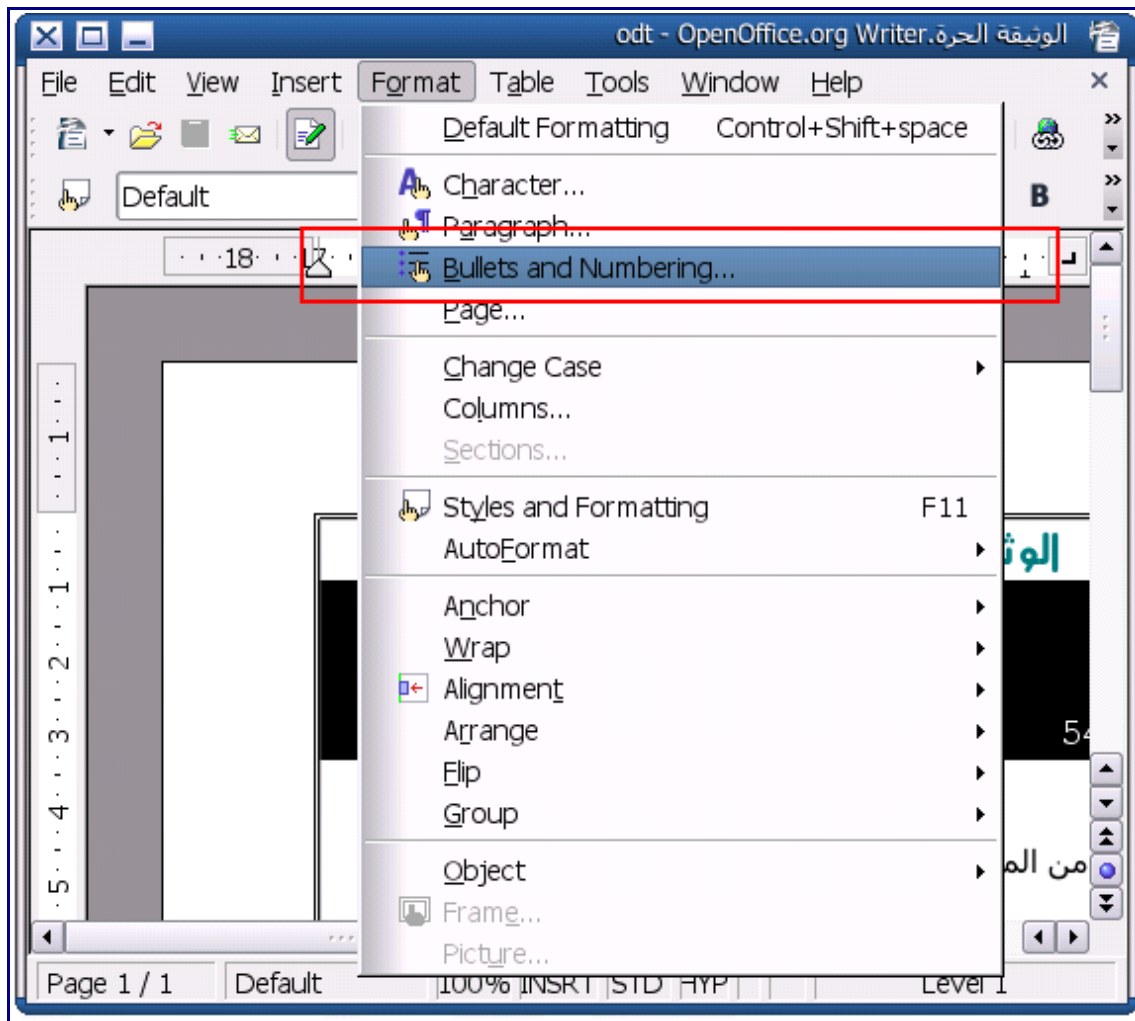 odt - OpenOffice.org Writer.الوثيقة الحرة
File Edit View Insert Format Table Tools Window Help
Default Formatting Control+Shift+space
Default
B
Character...
Paragraph...
18 17
Bullets and Numbering...
Page...
Change Case
Columns...
1
Sections...
Styles and Formatting F11
AutoFormat
1
Anchor
Wrap
2
Alignment
Arrange
3
54
Flip
Group
4
Object
من
5
Frame...
Picture...
Page 1 / 1 Default 100% INSRT STD HYP Level 1